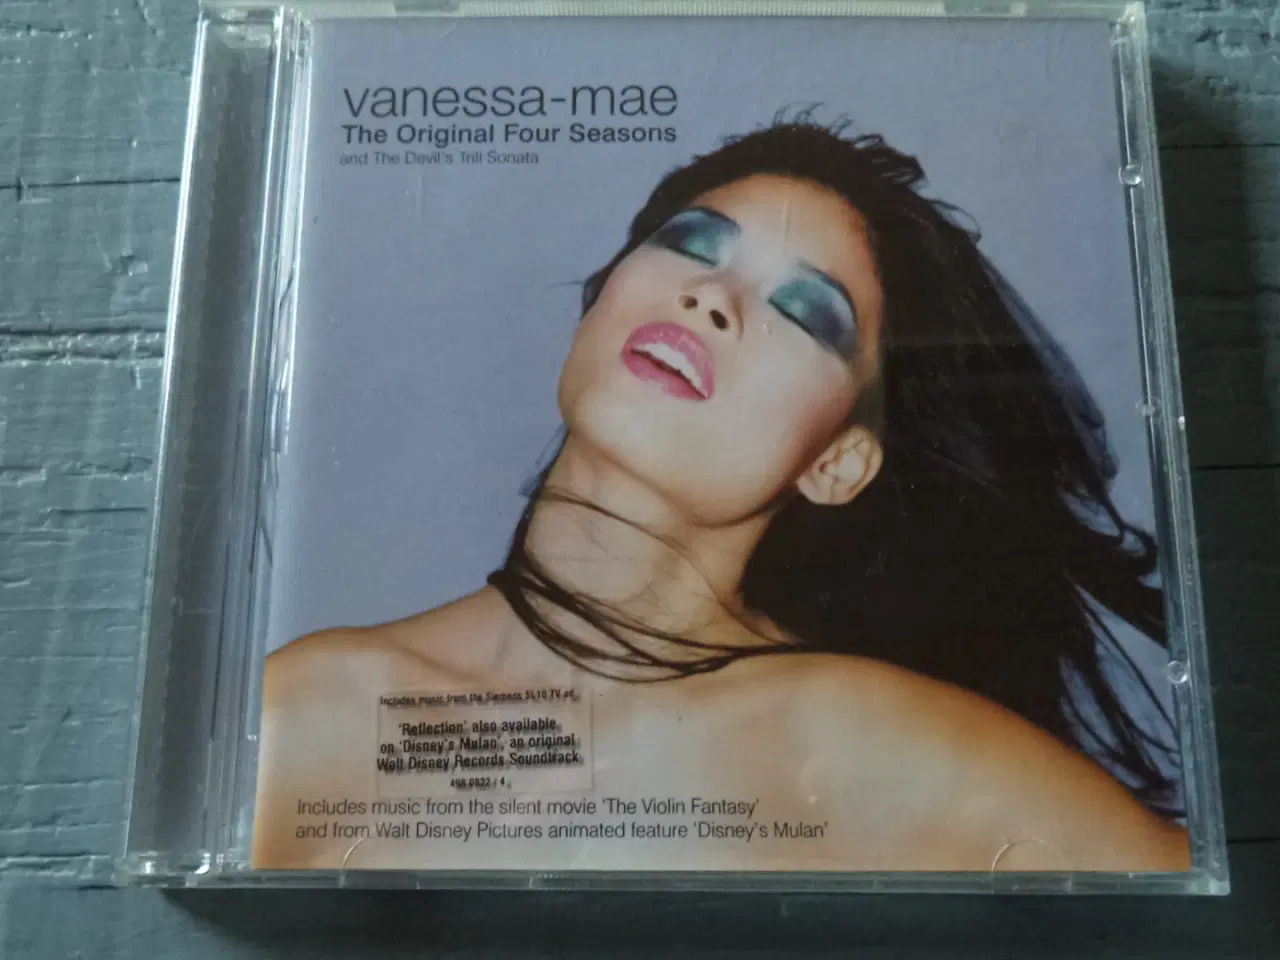 vanessa-mae
The Original Four Seasons
and The Devil's Trill Sonata
Includes music from the Siemens SL10 TV ad.
'Reflection' also available
on 'Disney's Mulan', an original
Walt Disney Records Soundtrack
Includes music from the silent movie 'The Violin Fantasy'
and from Walt Disney Pictures animated feature 'Disney's Mulan'